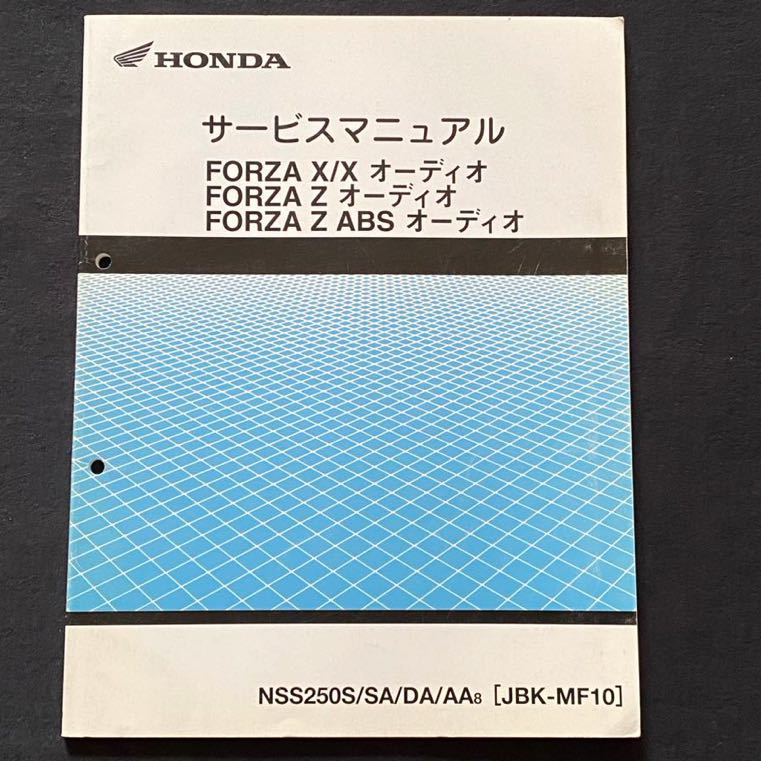 HONDA
サービスマニュアル
FORZA X/X オーディオ
FORZA Z オーディオ
FORZA Z ABS オーディオ
NSS250S/SA/DA/AA8 [JBK-MF10]